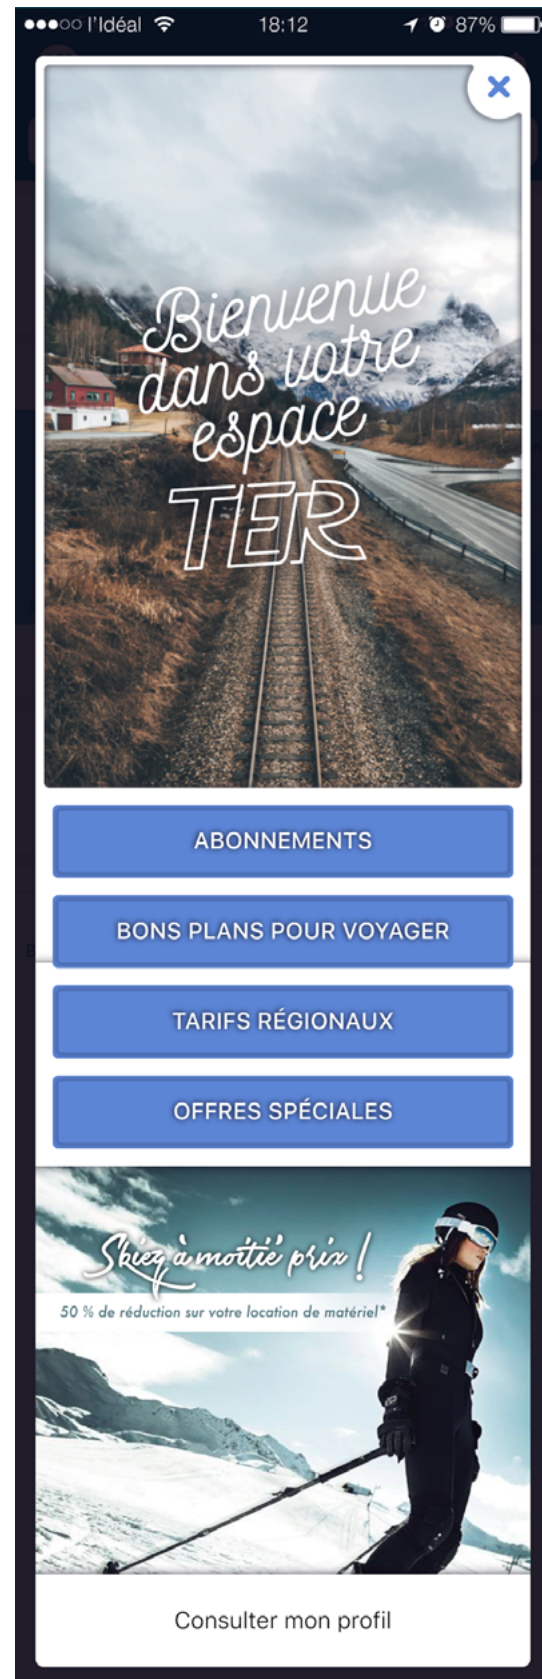 l'Idéal 18:12 87%
Bienvenue
dans votre
espace
TER
ABONNEMENTS
BONS PLANS POUR VOYAGER
TARIFS RÉGIONAUX
OFFRES SPÉCIALES
Skiez à moitié prix !
50 % de réduction sur votre location de matériel*
Consulter mon profil